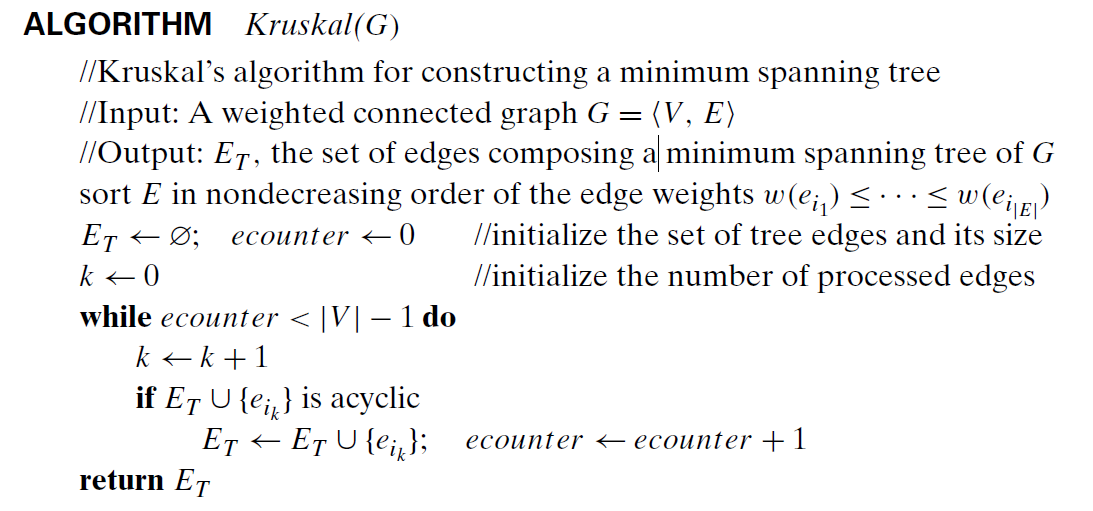 ALGORITHM Kruskal(G)
//Kruskal's algorithm for constructing a minimum spanning tree
//Input: A weighted connected graph G = ⟨V, E⟩
//Output: E_T, the set of edges composing a minimum spanning tree of G
sort E in nondecreasing order of the edge weights w(e_{i_1}) ≤ · · · ≤ w(e_{i_{|E|}})
E_T ← ∅; ecounter ← 0 //initialize the set of tree edges and its size
k ← 0 //initialize the number of processed edges
while ecounter < |V| − 1 do
k ← k + 1
if E_T ∪ {e_{i_k}} is acyclic
E_T ← E_T ∪ {e_{i_k}}; ecounter ← ecounter + 1
return E_T